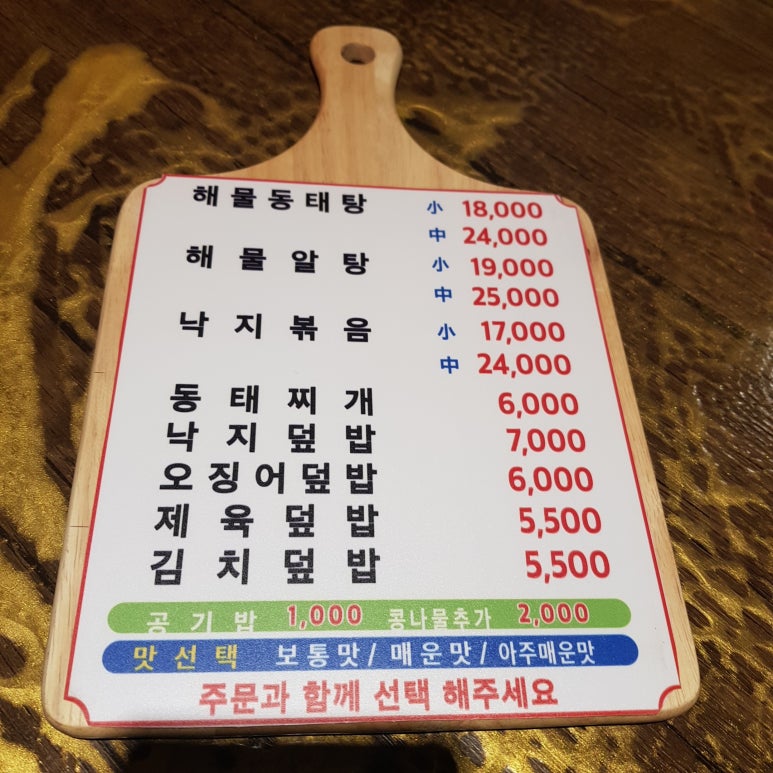 해물동태탕 小 18,000
中 24,000
해물알탕 小 19,000
中 25,000
낙지볶음 小 17,000
中 24,000
동태찌개 6,000
낙지덮밥 7,000
오징어덮밥 6,000
제육덮밥 5,500
김치덮밥 5,500
공기밥 1,000 콩나물추가 2,000
맛선택 보통맛/매운맛/아주매운맛
주문과 함께 선택 해주세요